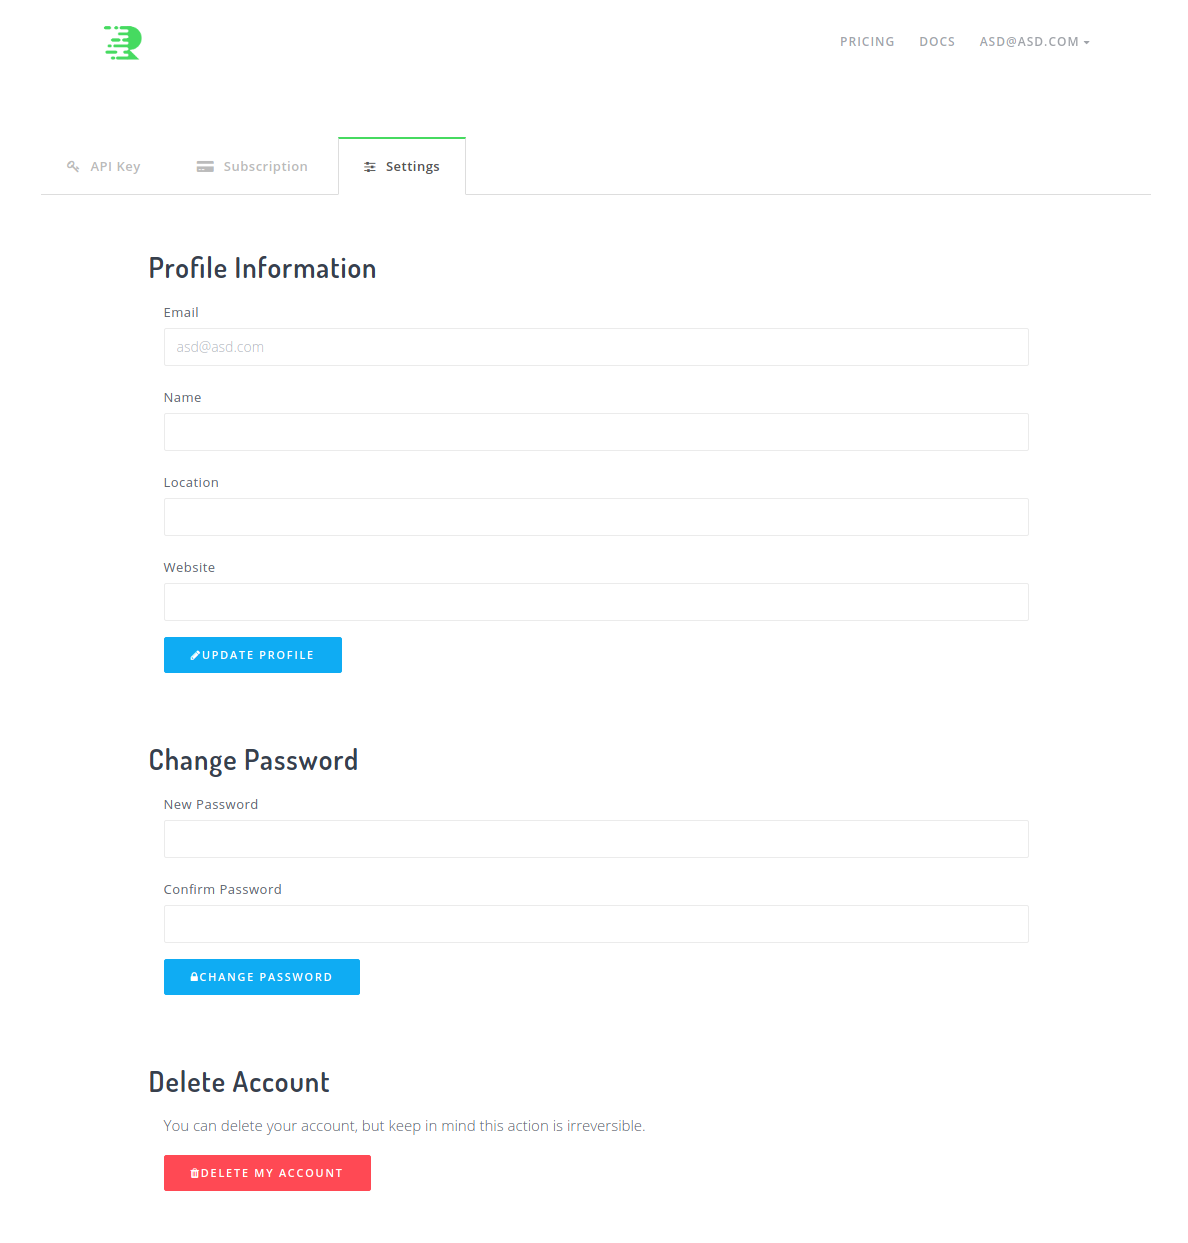 PRICING DOCS ASD@ASD.COM
API Key Subscription Settings
Profile Information
Email
asd@asd.com
Name
Location
Website
UPDATE PROFILE
Change Password
New Password
Confirm Password
CHANGE PASSWORD
Delete Account
You can delete your account, but keep in mind this action is irreversible.
DELETE MY ACCOUNT